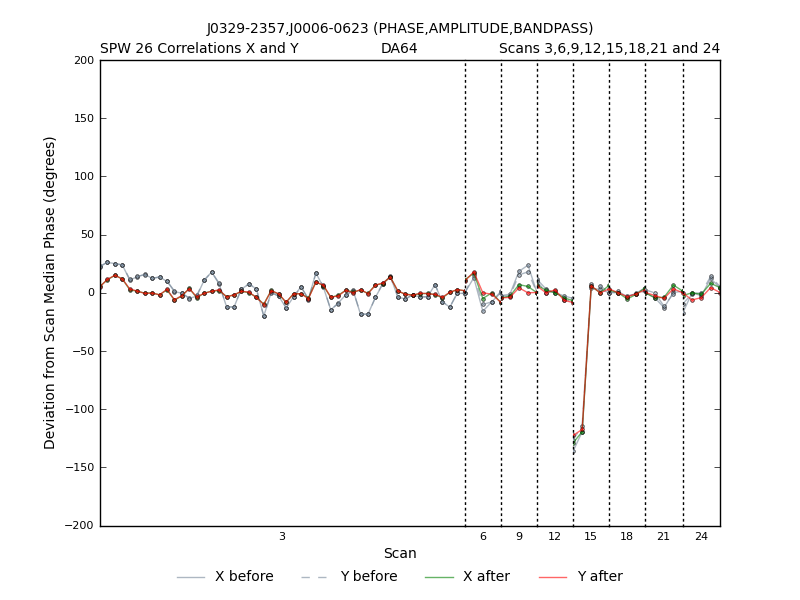 J0329-2357,J0006-0623 (PHASE,AMPLITUDE,BANDPASS)
SPW 26 Correlations X and Y DA64 Scans 3,6,9,12,15,18,21 and 24
200
150
100
50
0
−50
−100
−150
−200
Deviation from Scan Median Phase (degrees)
3 6 9 12 15 18 21 24
Scan
X before Y before X after Y after